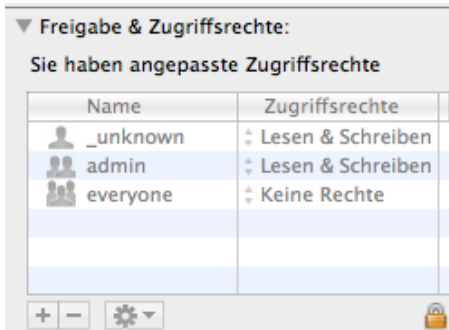 Freigabe & Zugriffsrechte:
Sie haben angepasste Zugriffsrechte
Name Zugriffsrechte
_unknown Lesen & Schreiben
admin Lesen & Schreiben
everyone Keine Rechte